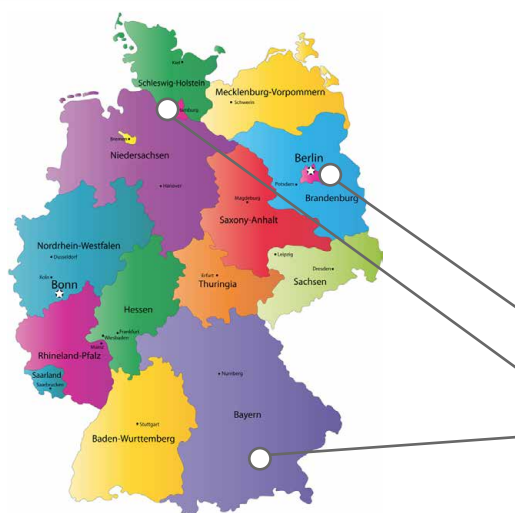 Kiel
Schleswig-Holstein
Mecklenburg-Vorpommern
Schwerin
Hamburg
Bremen
Niedersachsen
Hannover
Berlin
Potsdam
Brandenburg
Magdeburg
Saxony-Anhalt
Nordrhein-Westfalen
Dusseldorf
Koln
Bonn
Leipzig
Dresden
Sachsen
Erfurt
Thuringia
Hessen
Frankfurt
Wiesbaden
Mainz
Rhineland-Pfalz
Saarland
Saarbrucken
Nurnberg
Bayern
Stuttgart
Baden-Wurttemberg